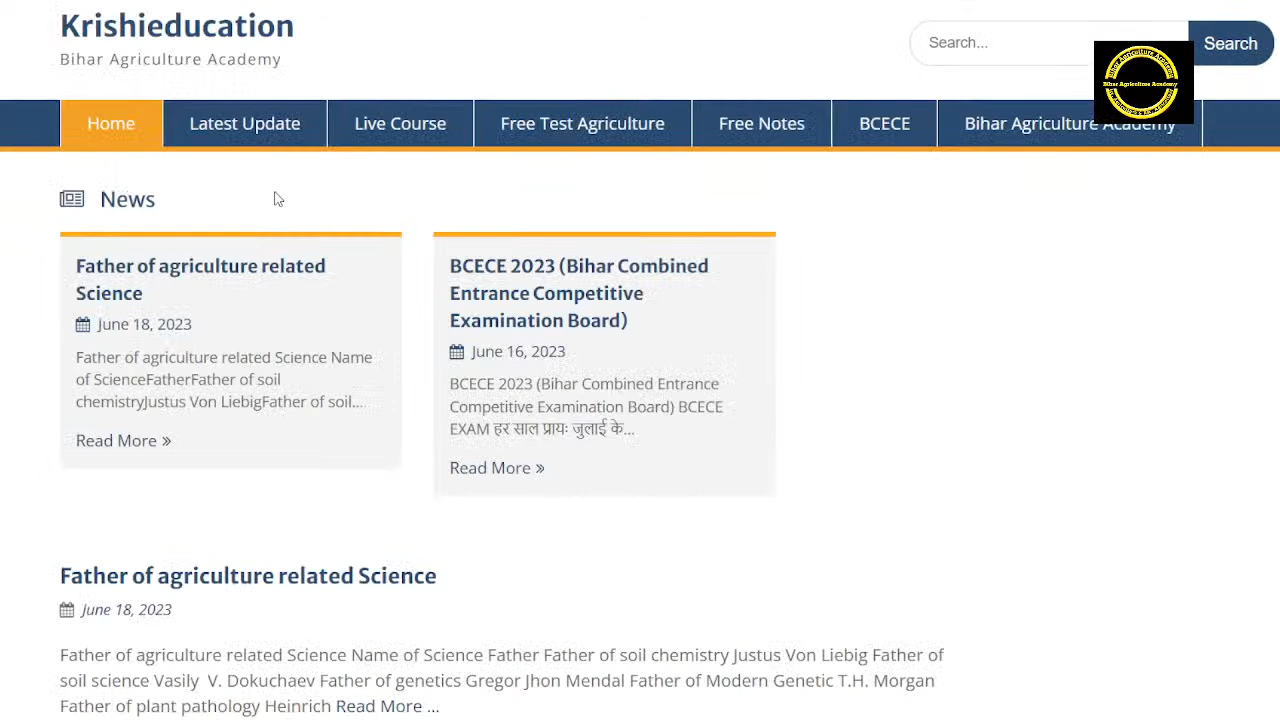 Krishieducation
Bihar Agriculture Academy
Search...
Search
Bihar Agriculture Academy
Home
Latest Update
Live Course
Free Test Agriculture
Free Notes
BCECE
Bihar Agriculture Academy
News
Father of agriculture related
Science
June 18, 2023
Father of agriculture related Science Name
of ScienceFatherFather of soil
chemistryJustus Von LiebigFather of soil....
Read More »
BCECE 2023 (Bihar Combined
Entrance Competitive
Examination Board)
June 16, 2023
BCECE 2023 (Bihar Combined Entrance
Competitive Examination Board) BCECE
EXAM हर साल प्रायः जुलाई के...
Read More »
Father of agriculture related Science
June 18, 2023
Father of agriculture related Science Name of Science Father Father of soil chemistry Justus Von Liebig Father of
soil science Vasily V. Dokuchaev Father of genetics Gregor Jhon Mendal Father of Modern Genetic T.H. Morgan
Father of plant pathology Heinrich Read More ...